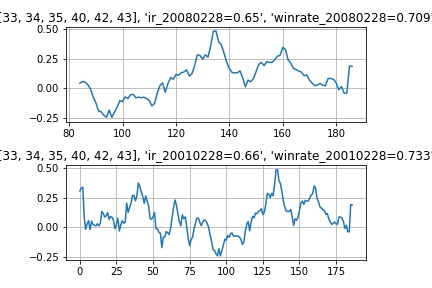 [33, 34, 35, 40, 42, 43], 'ir_20080228=0.65', 'winrate_20080228=0.709'
0.50
0.25
0.00
−0.25
80 100 120 140 160 180
[33, 34, 35, 40, 42, 43], 'ir_20010228=0.66', 'winrate_20010228=0.733'
0.50
0.25
0.00
−0.25
0 25 50 75 100 125 150 175